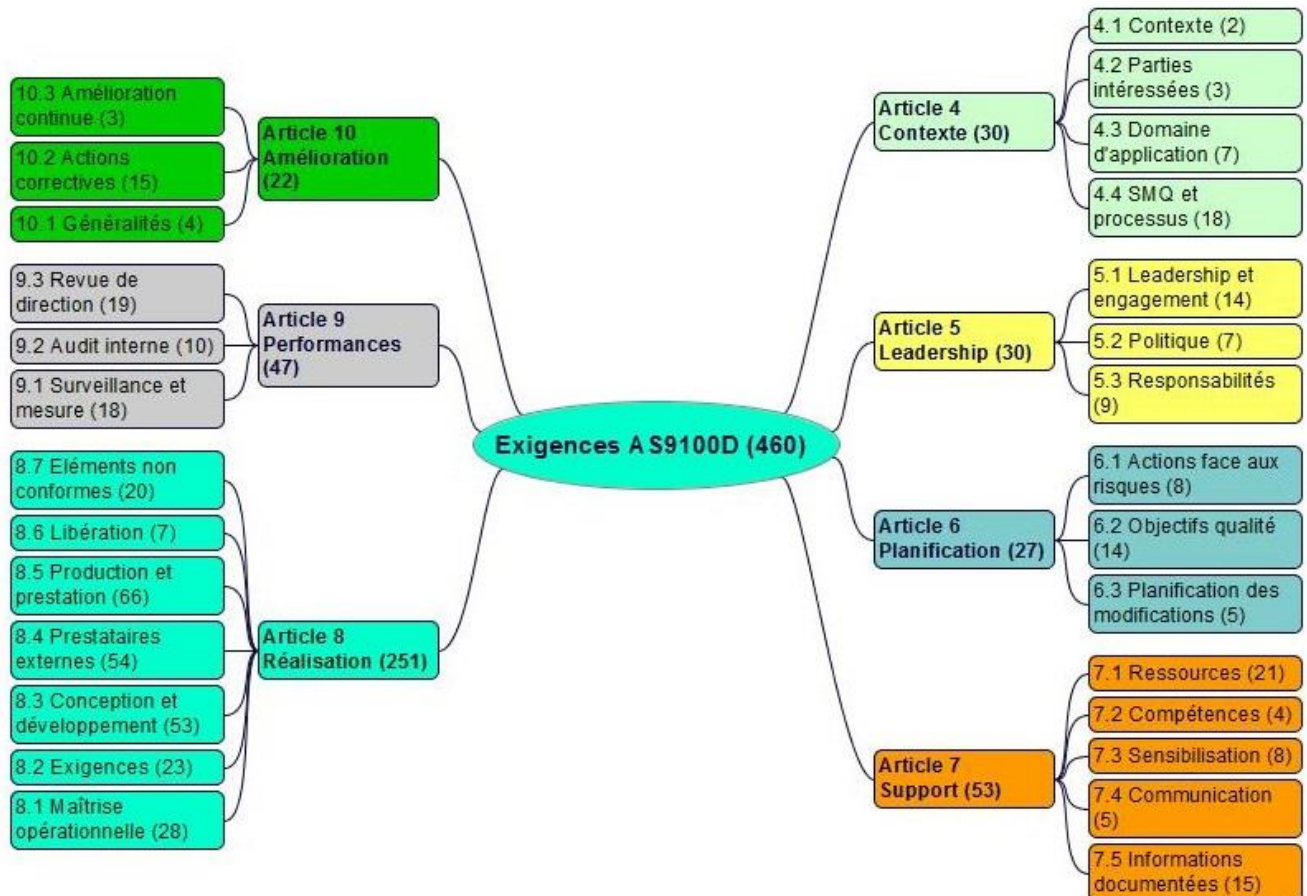 Exigences AS9100D (460)
Article 4
Contexte (30)
4.1 Contexte (2)
4.2 Parties
intéressées (3)
4.3 Domaine
d'application (7)
4.4 SMQ et
processus (18)
Article 5
Leadership (30)
5.1 Leadership et
engagement (14)
5.2 Politique (7)
5.3 Responsabilités
(9)
Article 6
Planification (27)
6.1 Actions face aux
risques (8)
6.2 Objectifs qualité
(14)
6.3 Planification des
modifications (5)
Article 7
Support (53)
7.1 Ressources (21)
7.2 Compétences (4)
7.3 Sensibilisation (8)
7.4 Communication
(5)
7.5 Informations
documentées (15)
Article 8
Réalisation (251)
8.7 Eléments non
conformes (20)
8.6 Libération (7)
8.5 Production et
prestation (66)
8.4 Prestataires
externes (54)
8.3 Conception et
développement (53)
8.2 Exigences (23)
8.1 Maîtrise
opérationnelle (28)
Article 9
Performances
(47)
9.3 Revue de
direction (19)
9.2 Audit interne (10)
9.1 Surveillance et
mesure (18)
Article 10
Amélioration
(22)
10.3 Amélioration
continue (3)
10.2 Actions
correctives (15)
10.1 Généralités (4)